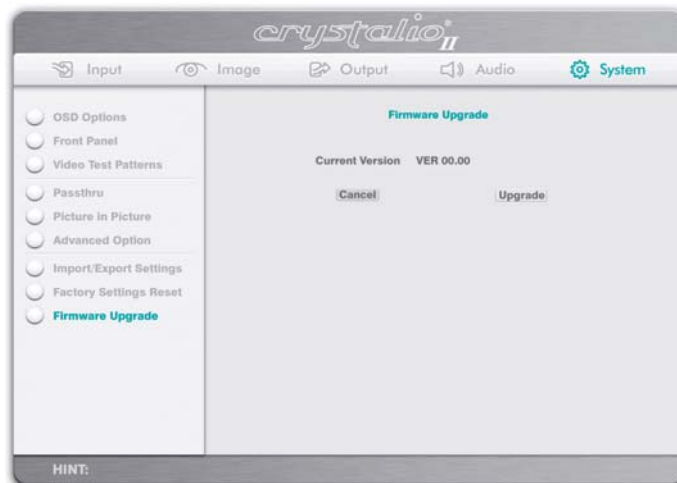 crystalio II
Input Image Output Audio System
OSD Options
Front Panel
Video Test Patterns
Passthru
Picture in Picture
Advanced Option
Import/Export Settings
Factory Settings Reset
Firmware Upgrade
Firmware Upgrade
Current Version VER 00.00
Cancel Upgrade
HINT: